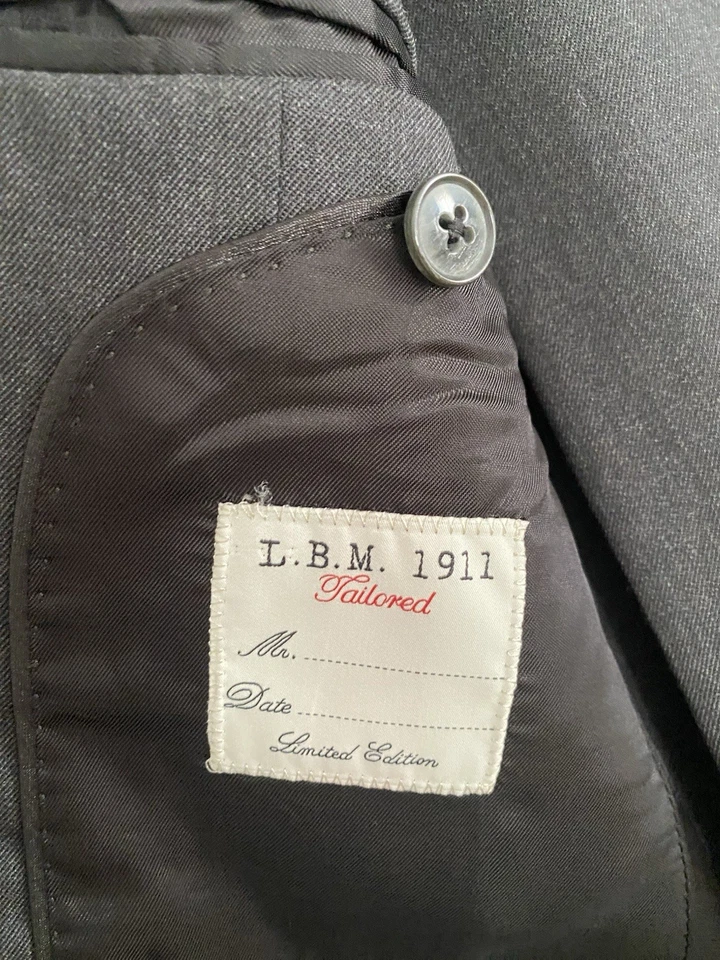 L.B.M. 1911
Tailored
Mr.
Date
Limited Edition